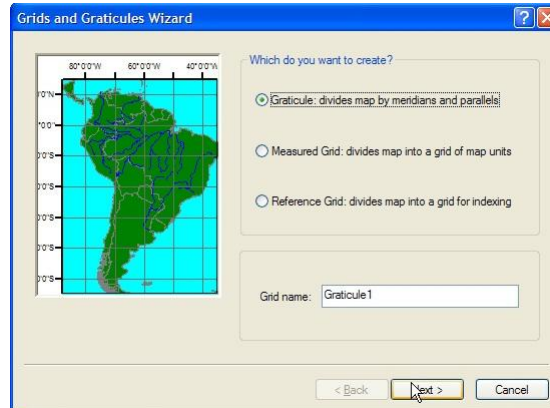 Grids and Graticules Wizard
80°0'0"W 60°0'0"W 40°0'0"W
Which do you want to create?
Graticule: divides map by meridians and parallels
Measured Grid: divides map into a grid of map units
Reference Grid: divides map into a grid for indexing
Grid name: Graticule1
< Back Next > Cancel